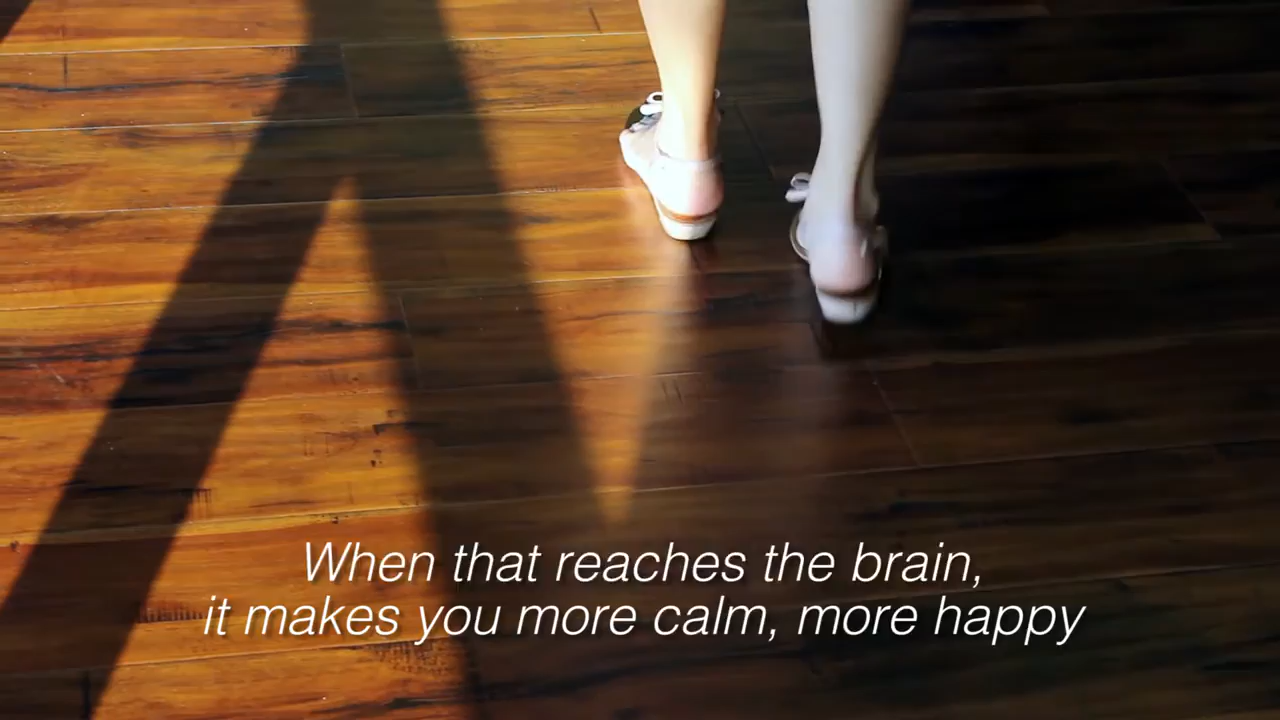 When that reaches the brain,
it makes you more calm, more happy